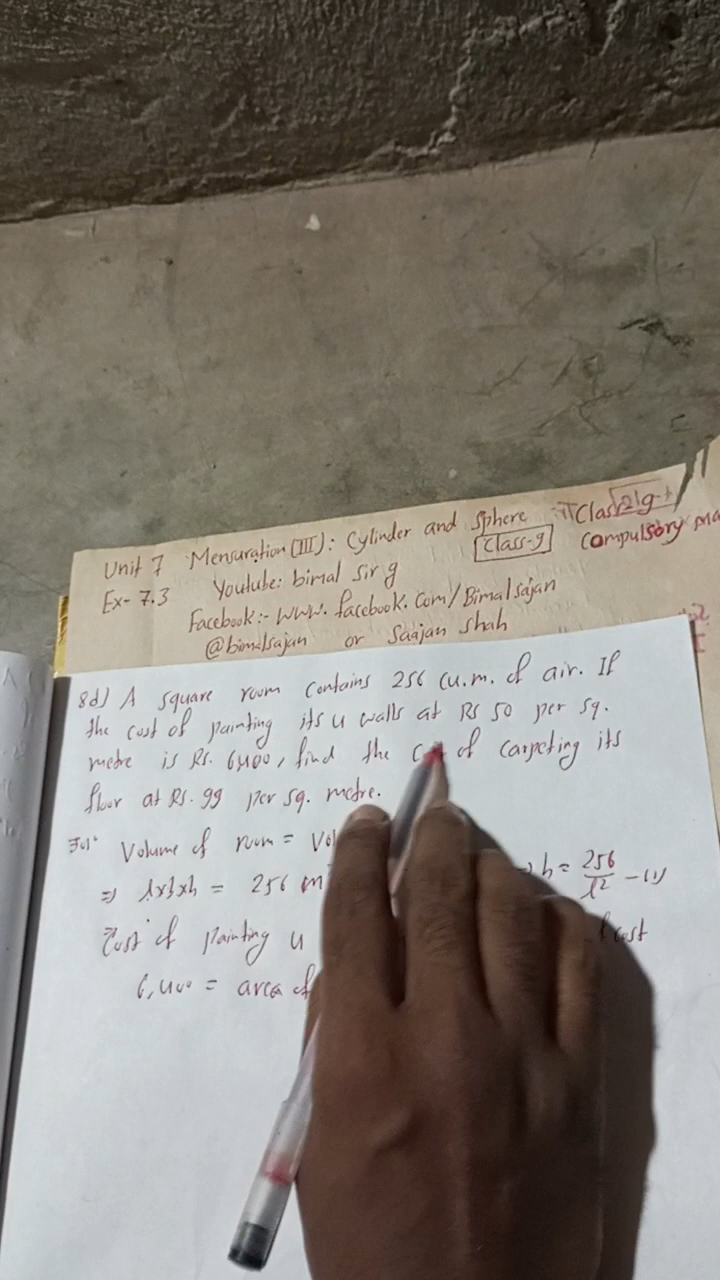 Unit 7 Mensuration (III): Cylinder and Sphere
Class-9 Compulsory
Ex- 7.3 Youtube: bimal sir g
Facebook:- www.facebook.com/Bimalsajan
@bimalsajan or Saajan Shah
8d) A square room contains 256 cu.m. of air. If
the cost of painting its 4 walls at RS 50 per sq.
metre is Rs. 6400, find the of carpeting its
floor at Rs. 99 per sq. metre.
Volume of room =
⇒ l×l×h = 256 h = 256/l² - (1)
Cost of Painting 4 cost
6,400 = area of